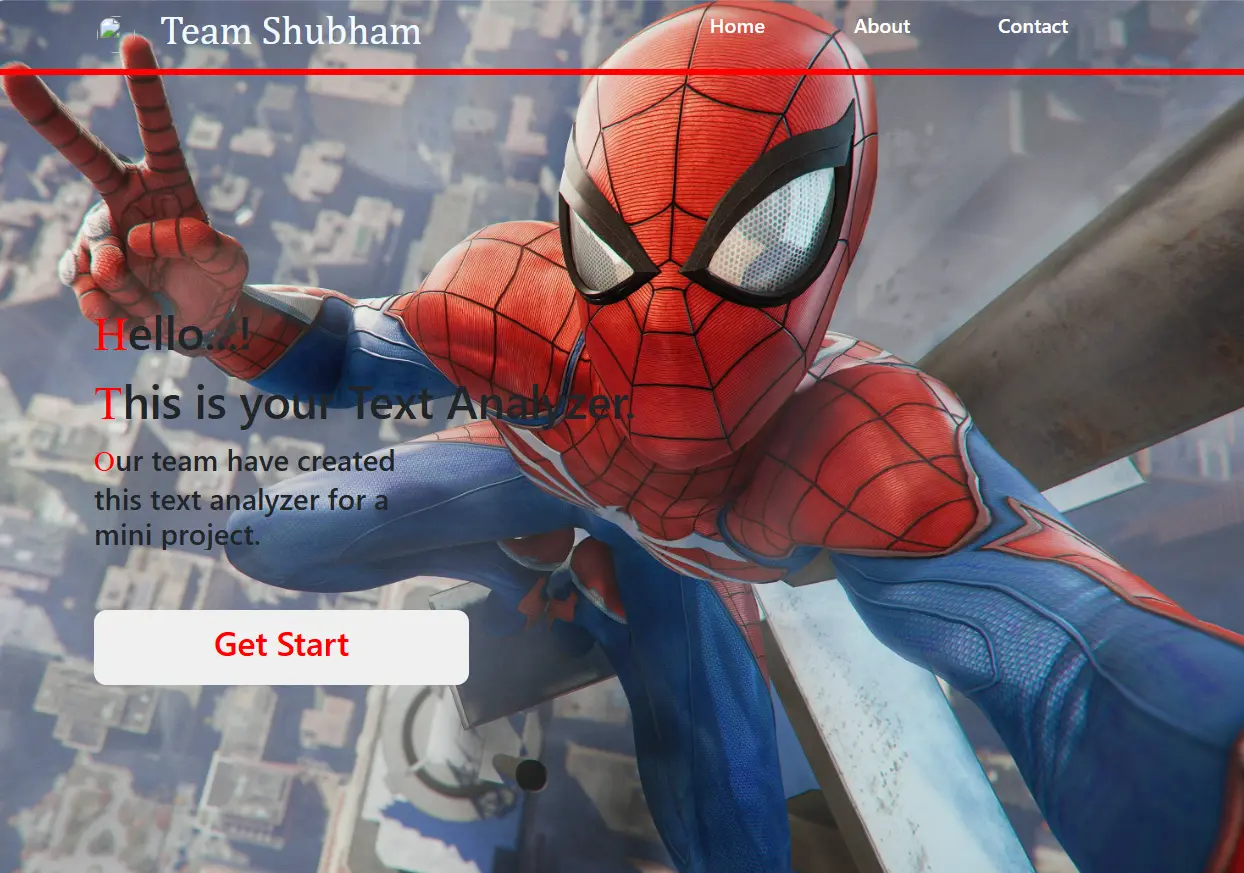 Team Shubham
Home About Contact
Hello...!
This is your Text Analyzer.
Our team have created
this text analyzer for a
mini project.
Get Start